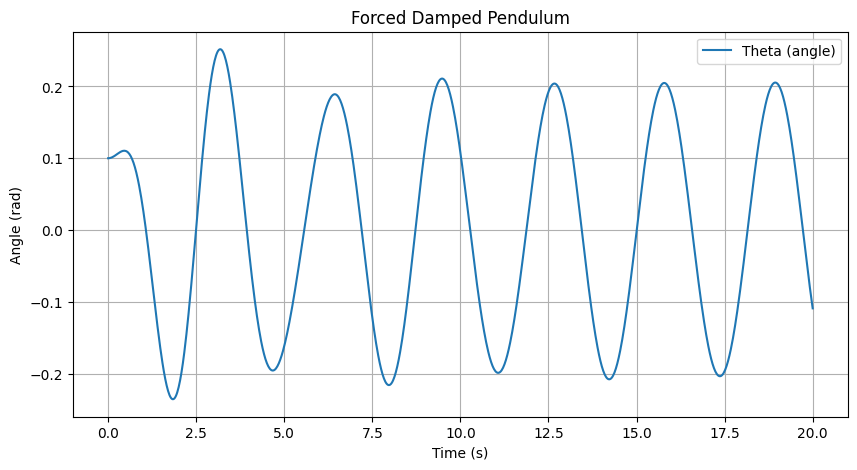 Forced Damped Pendulum
Theta (angle)
Angle (rad)
0.2
0.1
0.0
−0.1
−0.2
0.0 2.5 5.0 7.5 10.0 12.5 15.0 17.5 20.0
Time (s)